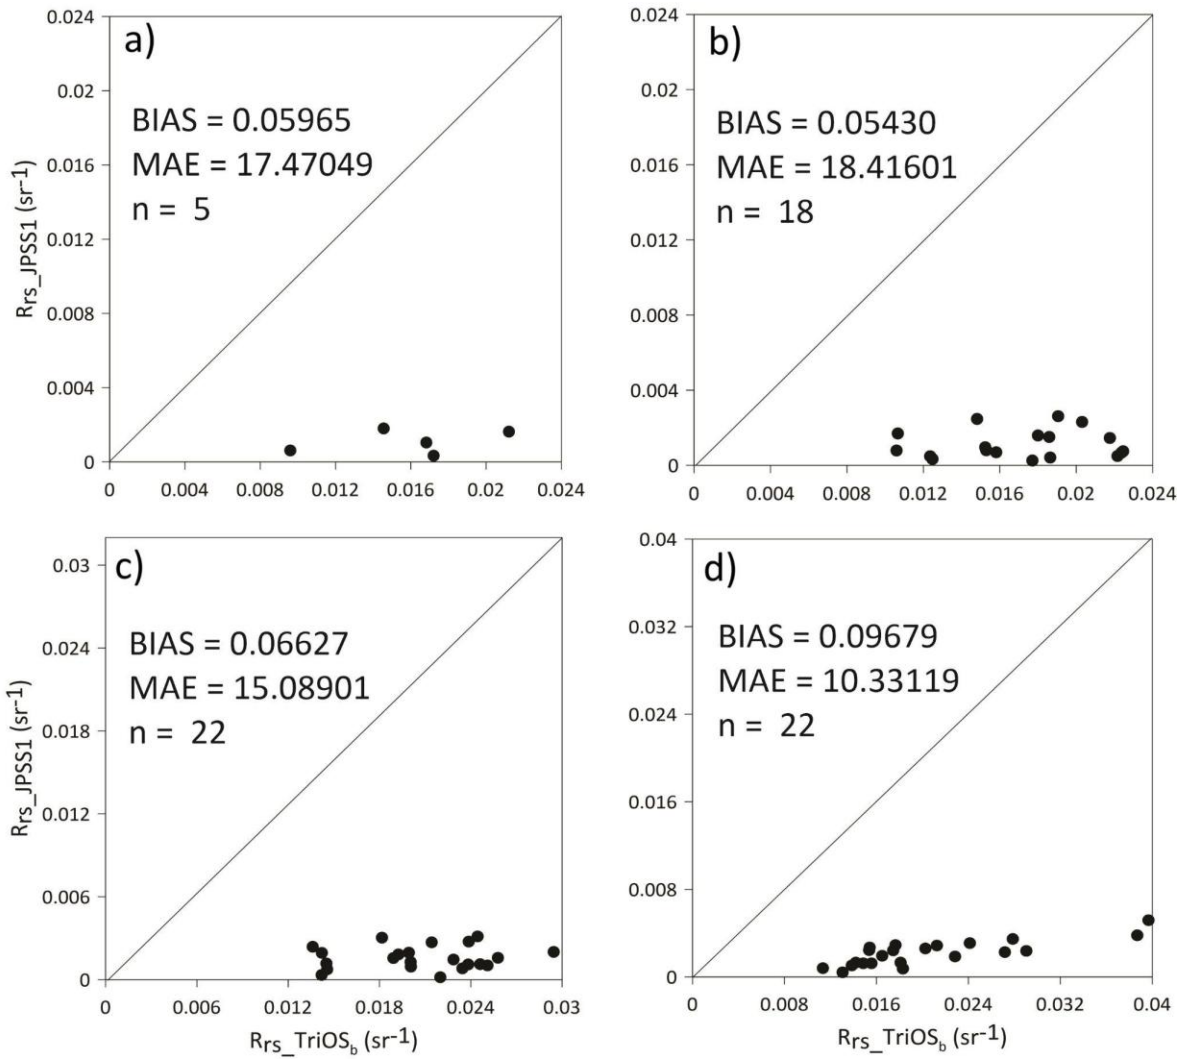 a)
BIAS = 0.05965
MAE = 17.47049
n = 5
Rrs_JPSS1 (sr-1)
0.024
0.02
0.016
0.012
0.008
0.004
0
0 0.004 0.008 0.012 0.016 0.02 0.024
b)
BIAS = 0.05430
MAE = 18.41601
n = 18
0.024
0.02
0.016
0.012
0.008
0.004
0
0 0.004 0.008 0.012 0.016 0.02 0.024
c)
BIAS = 0.06627
MAE = 15.08901
n = 22
Rrs_JPSS1 (sr-1)
0.03
0.024
0.018
0.012
0.006
0
0 0.006 0.012 0.018 0.024 0.03
Rrs_TriOSb (sr-1)
d)
BIAS = 0.09679
MAE = 10.33119
n = 22
0.04
0.032
0.024
0.016
0.008
0
0 0.008 0.016 0.024 0.032 0.04
Rrs_TriOSb (sr-1)